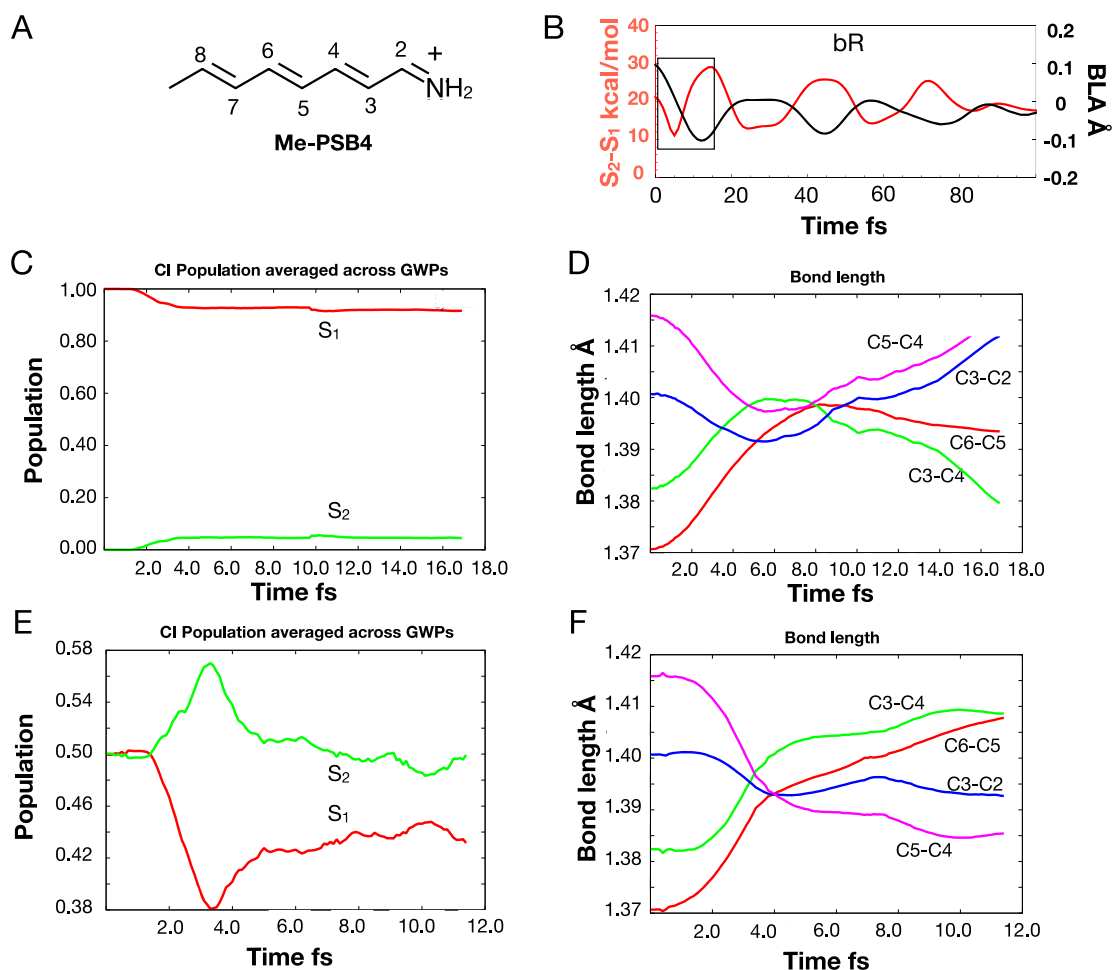 A
8
6
4
2
+
NH2
7
5
3
Me-PSB4
B
bR
S2-S1 kcal/mol
40
30
20
10
0
BLA Å
0.2
0.1
0
-0.1
-0.2
0
20
40
60
80
Time fs
C
CI Population averaged across GWPs
Population
1.00
0.80
0.60
0.40
0.20
0.00
S1
S2
2.0
4.0
6.0
8.0
10.0
12.0
14.0
16.0
18.0
Time fs
D
Bond length
Bond length Å
1.42
1.41
1.40
1.39
1.38
1.37
C5-C4
C3-C2
C6-C5
C3-C4
2.0
4.0
6.0
8.0
10.0
12.0
14.0
16.0
18.0
Time fs
E
CI Population averaged across GWPs
Population
0.58
0.54
0.50
0.46
0.42
0.38
S2
S1
2.0
4.0
6.0
8.0
10.0
12.0
Time fs
F
Bond length
Bond length Å
1.42
1.41
1.40
1.39
1.38
1.37
C3-C4
C6-C5
C3-C2
C5-C4
2.0
4.0
6.0
8.0
10.0
12.0
Time fs